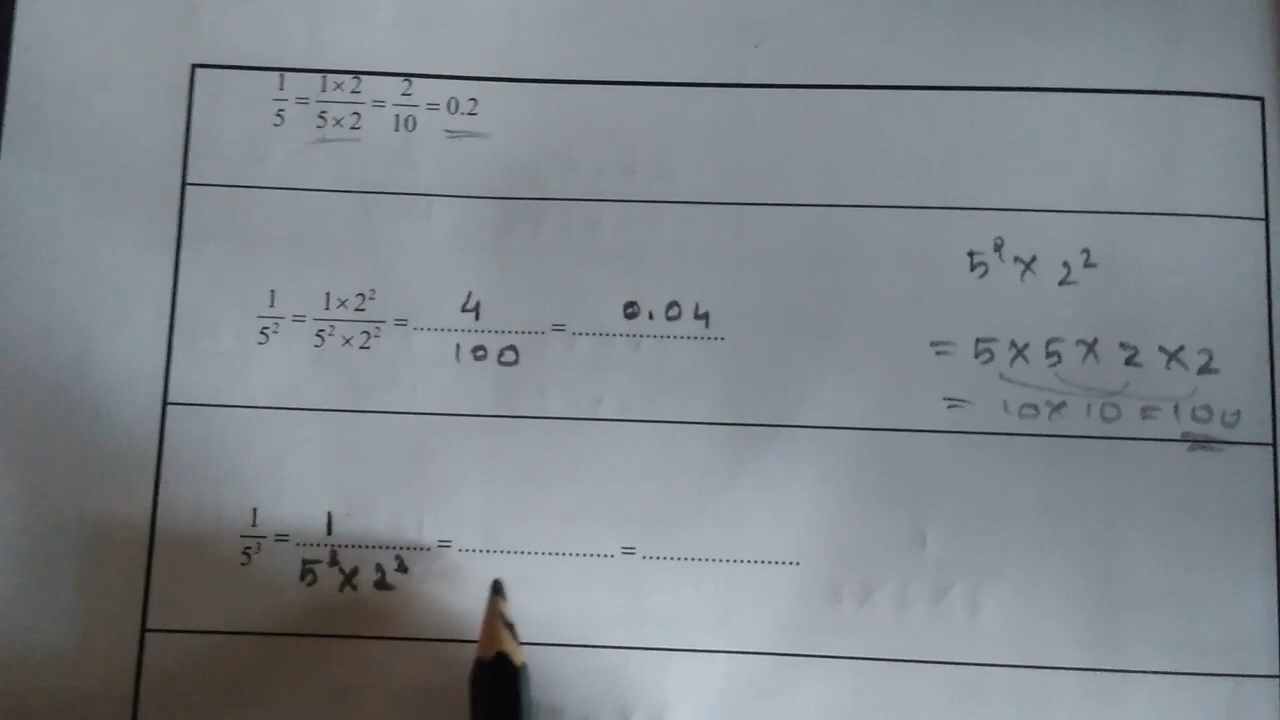 1/5 = 1×2/5×2 = 2/10 = 0.2
5² × 2²
1/5² = 1×2²/5²×2² = 4/100 = 0.04
= 5 × 5 × 2 × 2
= 10 × 10 = 100
1/5³ = 1/5³×2³ = .................... = ....................